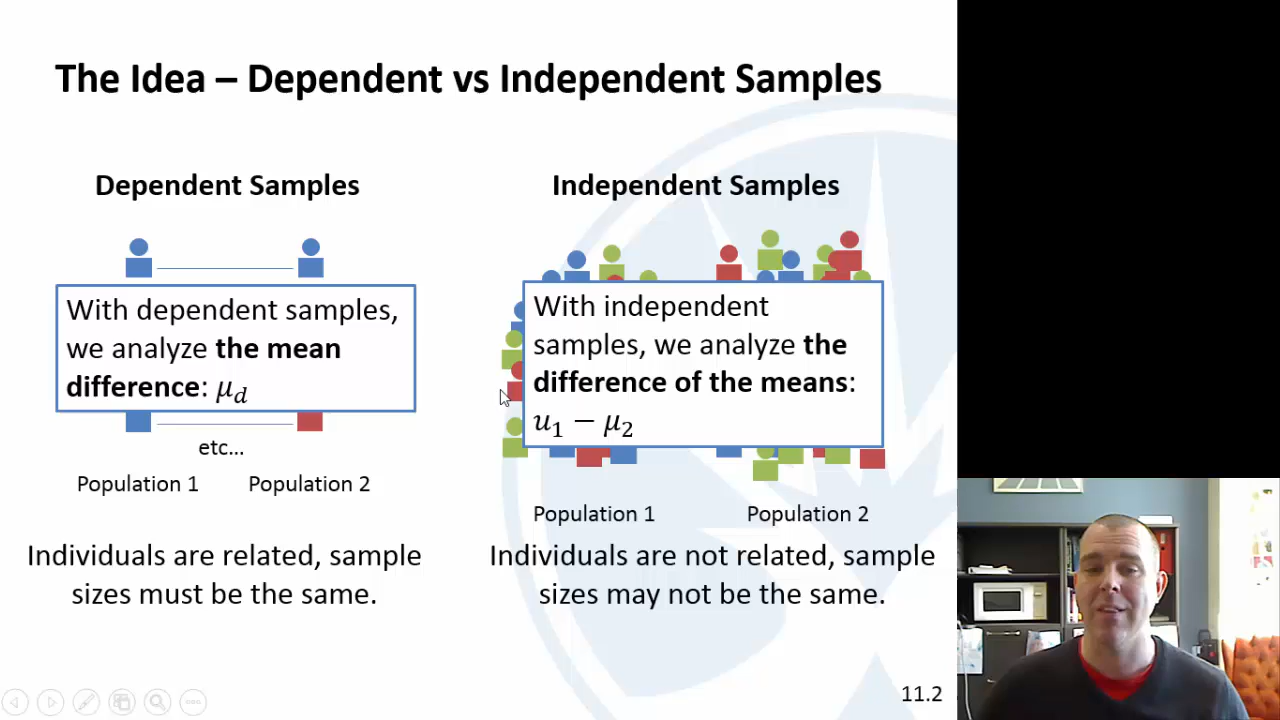 The Idea – Dependent vs Independent Samples
Dependent Samples
With dependent samples,
we analyze the mean
difference: μd
etc…
Population 1 Population 2
Individuals are related, sample
sizes must be the same.
Independent Samples
With independent
samples, we analyze the
difference of the means:
u1 − μ2
Population 1 Population 2
Individuals are not related, sample
sizes may not be the same.
11.2